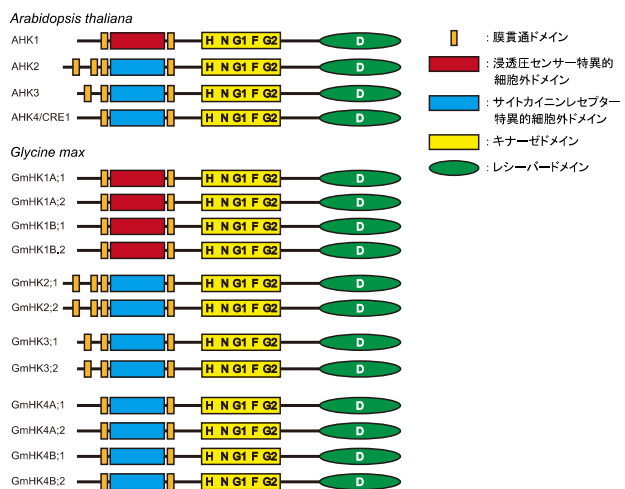 Arabidopsis thaliana
AHK1 H N G1 F G2 D
AHK2 H N G1 F G2 D
AHK3 H N G1 F G2 D
AHK4/CRE1 H N G1 F G2 D
Glycine max
GmHK1A;1 H N G1 F G2 D
GmHK1A;2 H N G1 F G2 D
GmHK1B;1 H N G1 F G2 D
GmHK1B.2 H N G1 F G2 D
GmHK2;1 H N G1 F G2 D
GmHK2;2 H N G1 F G2 D
GmHK3;1 H N G1 F G2 D
GmHK3;2 H N G1 F G2 D
GmHK4A;1 H N G1 F G2 D
GmHK4A;2 H N G1 F G2 D
GmHK4B;1 H N G1 F G2 D
GmHK4B;2 H N G1 F G2 D
: 膜貫通ドメイン
: 浸透圧センサー特異的
細胞外ドメイン
: サイトカイニンレセプター
特異的細胞外ドメイン
: キナーゼドメイン
: レシーバードメイン